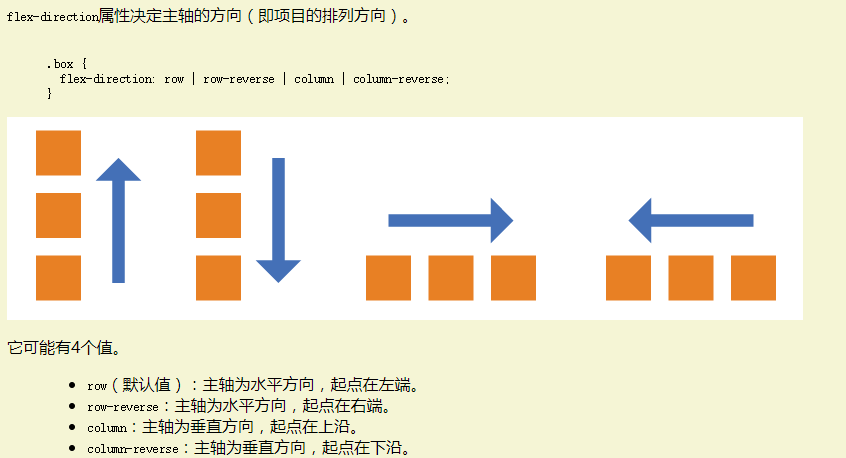 flex-direction属性决定主轴的方向（即项目的排列方向）。
.box {
  flex-direction: row | row-reverse | column | column-reverse;
}
它可能有4个值。
row（默认值）：主轴为水平方向，起点在左端。
row-reverse：主轴为水平方向，起点在右端。
column：主轴为垂直方向，起点在上沿。
column-reverse：主轴为垂直方向，起点在下沿。